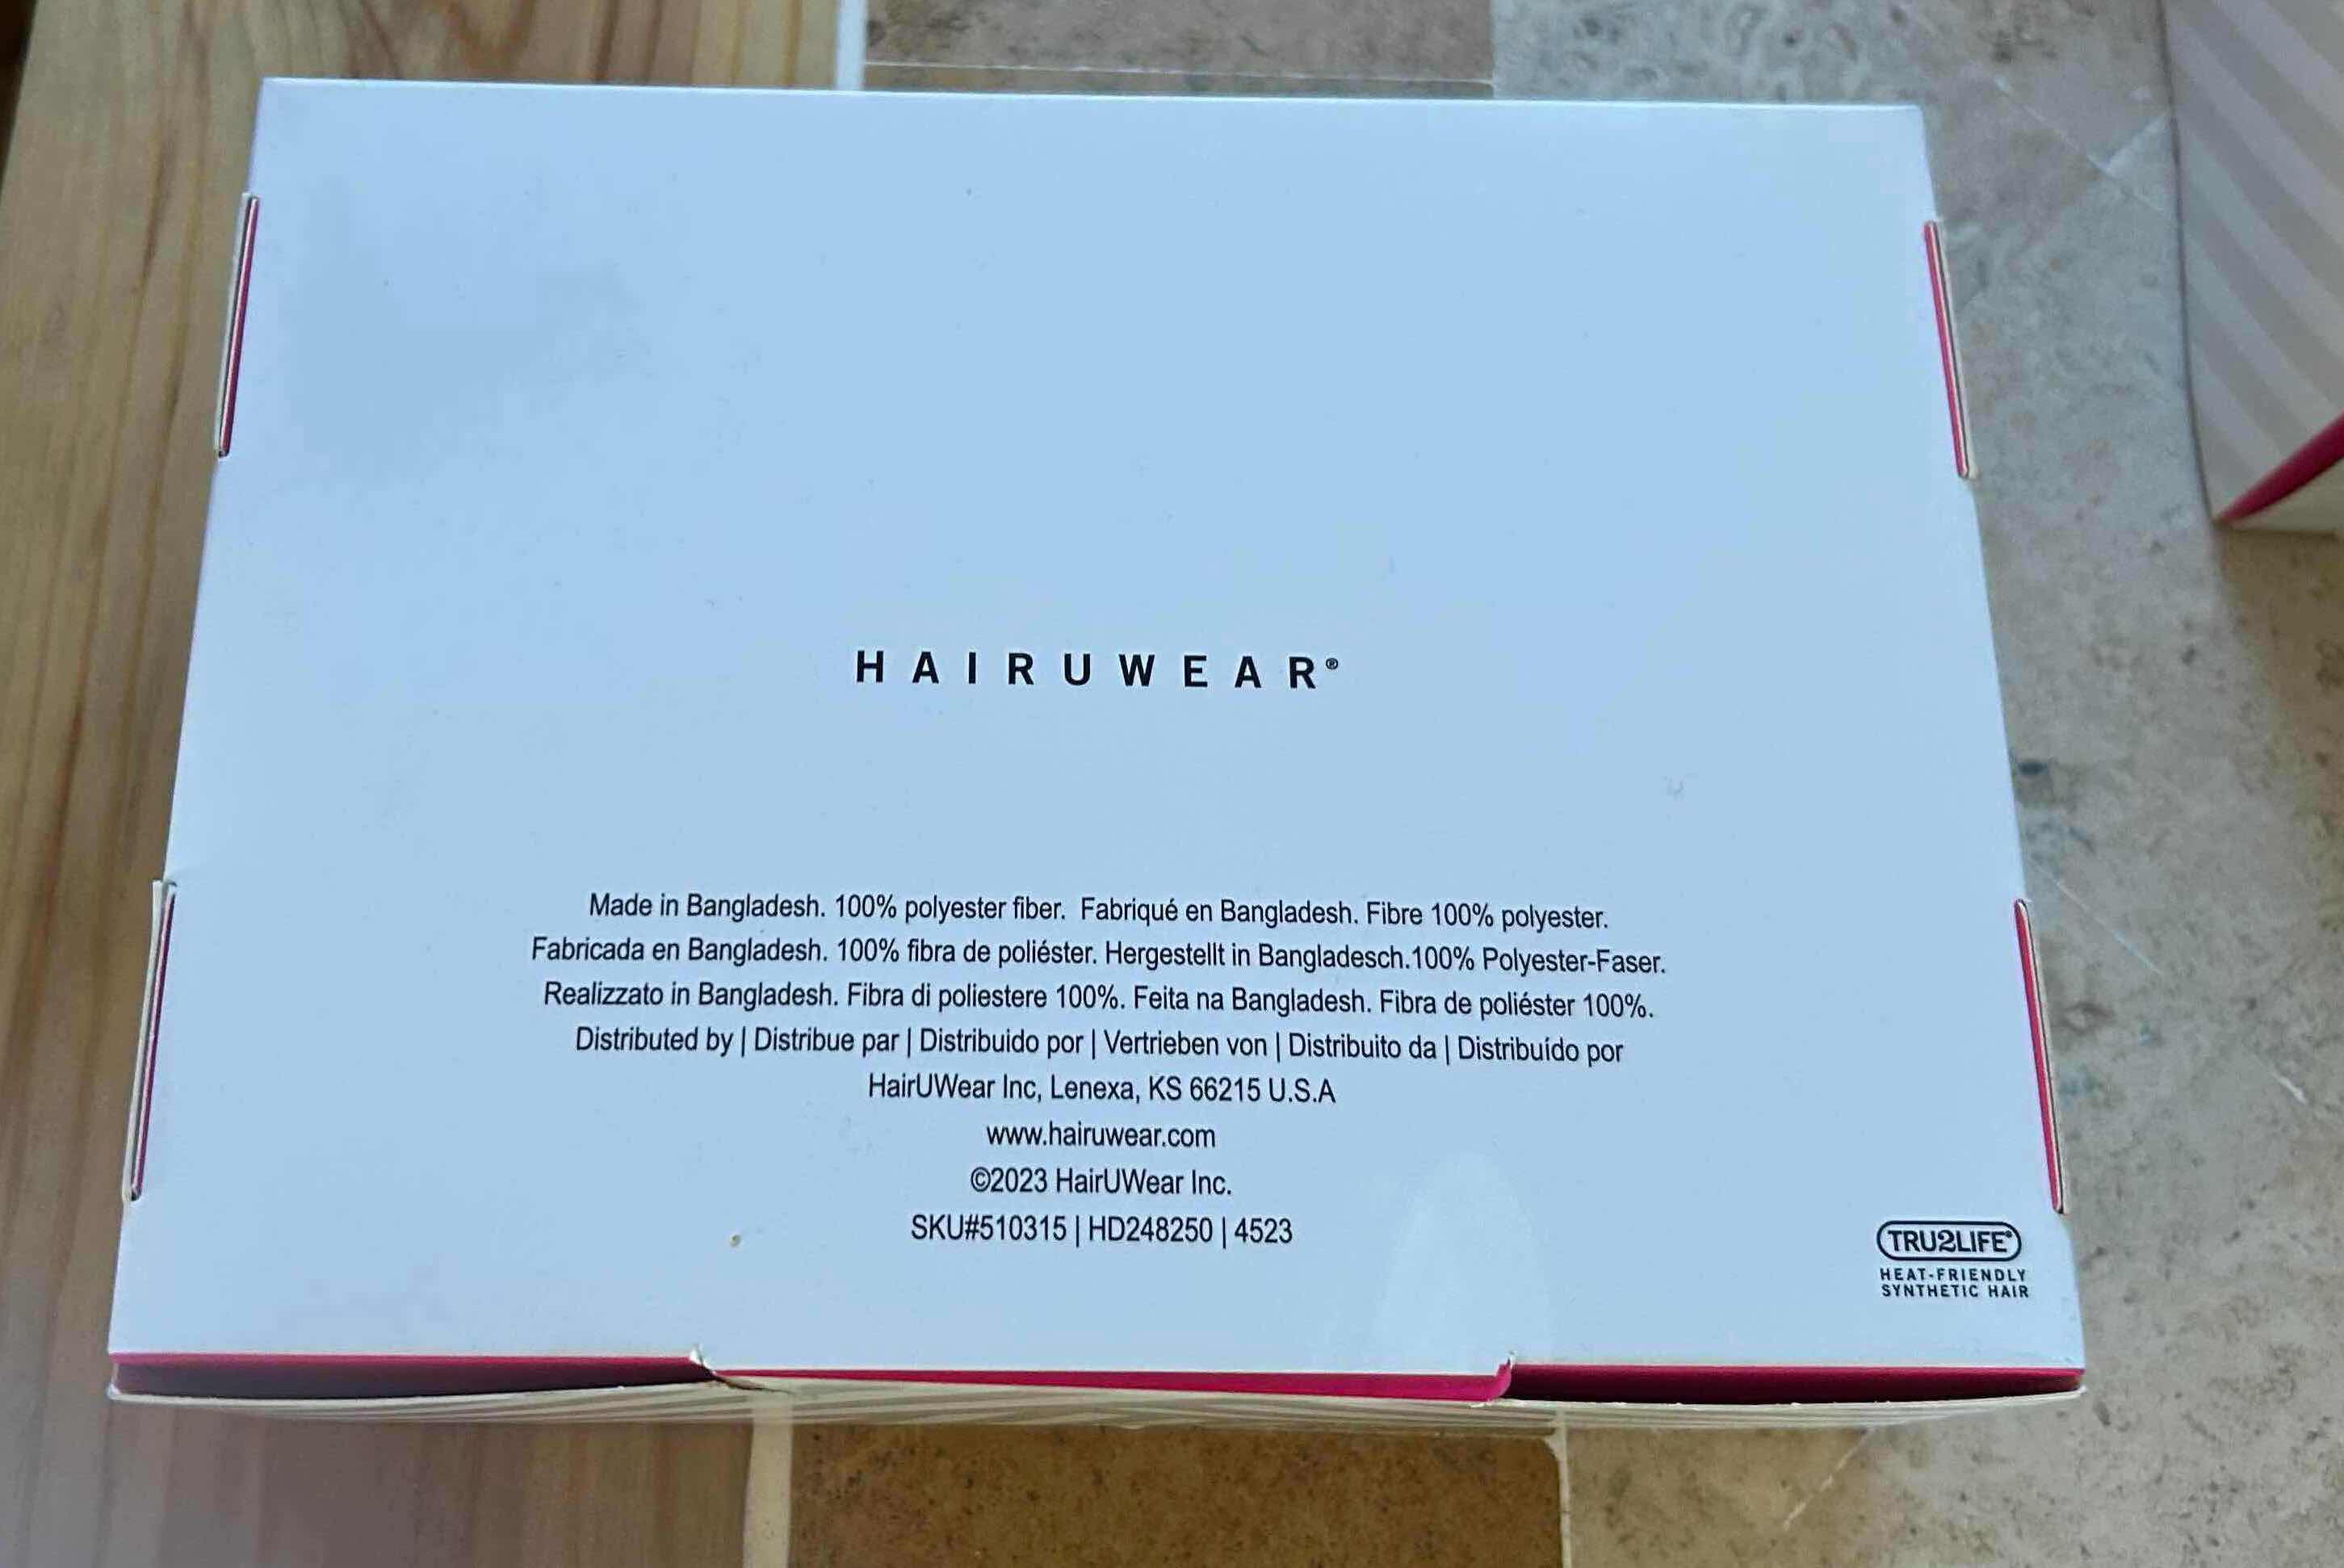 HAIRUWEAR®
Made in Bangladesh. 100% polyester fiber. Fabriqué en Bangladesh. Fibre 100% polyester.
Fabricada en Bangladesh. 100% fibra de poliéster. Hergestellt in Bangladesch.100% Polyester-Faser.
Realizzato in Bangladesh. Fibra di poliestere 100%. Feita na Bangladesh. Fibra de poliéster 100%.
Distributed by | Distribue par | Distribuido por | Vertrieben von | Distribuito da | Distribuído por
HairUWear Inc, Lenexa, KS 66215 U.S.A
www.hairuwear.com
©2023 HairUWear Inc.
SKU#510315 | HD248250 | 4523
TRU2LIFE®
HEAT-FRIENDLY
SYNTHETIC HAIR